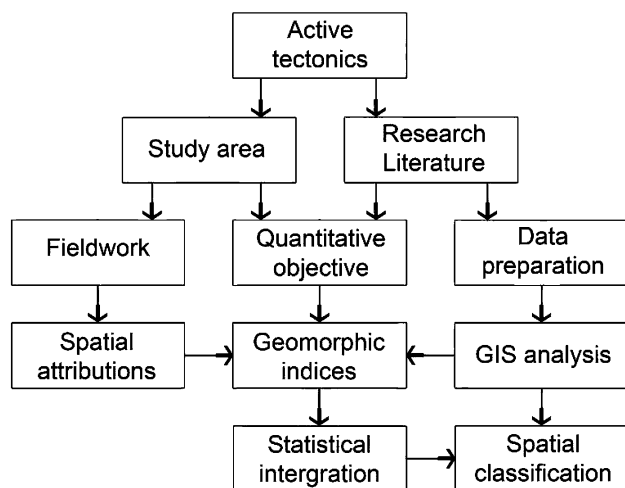 Active
tectonics
Study area
Research
Literature
Fieldwork
Quantitative
objective
Data
preparation
Spatial
attributions
Geomorphic
indices
GIS analysis
Statistical
intergration
Spatial
classification